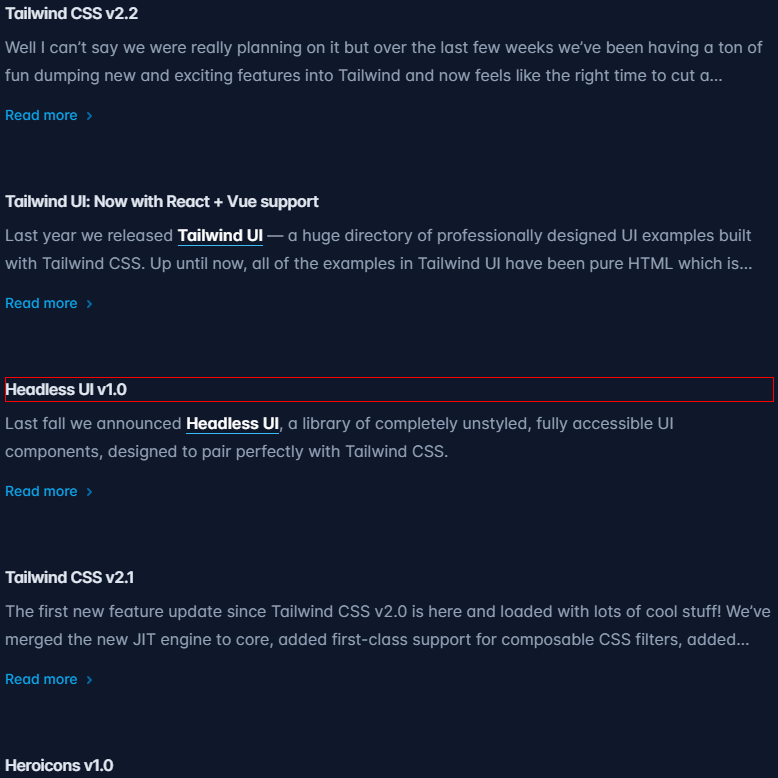 Tailwind CSS v2.2
Well I can’t say we were really planning on it but over the last few weeks we’ve been having a ton of
fun dumping new and exciting features into Tailwind and now feels like the right time to cut a...
Read more
Tailwind UI: Now with React + Vue support
Last year we released Tailwind UI — a huge directory of professionally designed UI examples built
with Tailwind CSS. Up until now, all of the examples in Tailwind UI have been pure HTML which is...
Read more
Headless UI v1.0
Last fall we announced Headless UI, a library of completely unstyled, fully accessible UI
components, designed to pair perfectly with Tailwind CSS.
Read more
Tailwind CSS v2.1
The first new feature update since Tailwind CSS v2.0 is here and loaded with lots of cool stuff! We’ve
merged the new JIT engine to core, added first-class support for composable CSS filters, added...
Read more
Heroicons v1.0